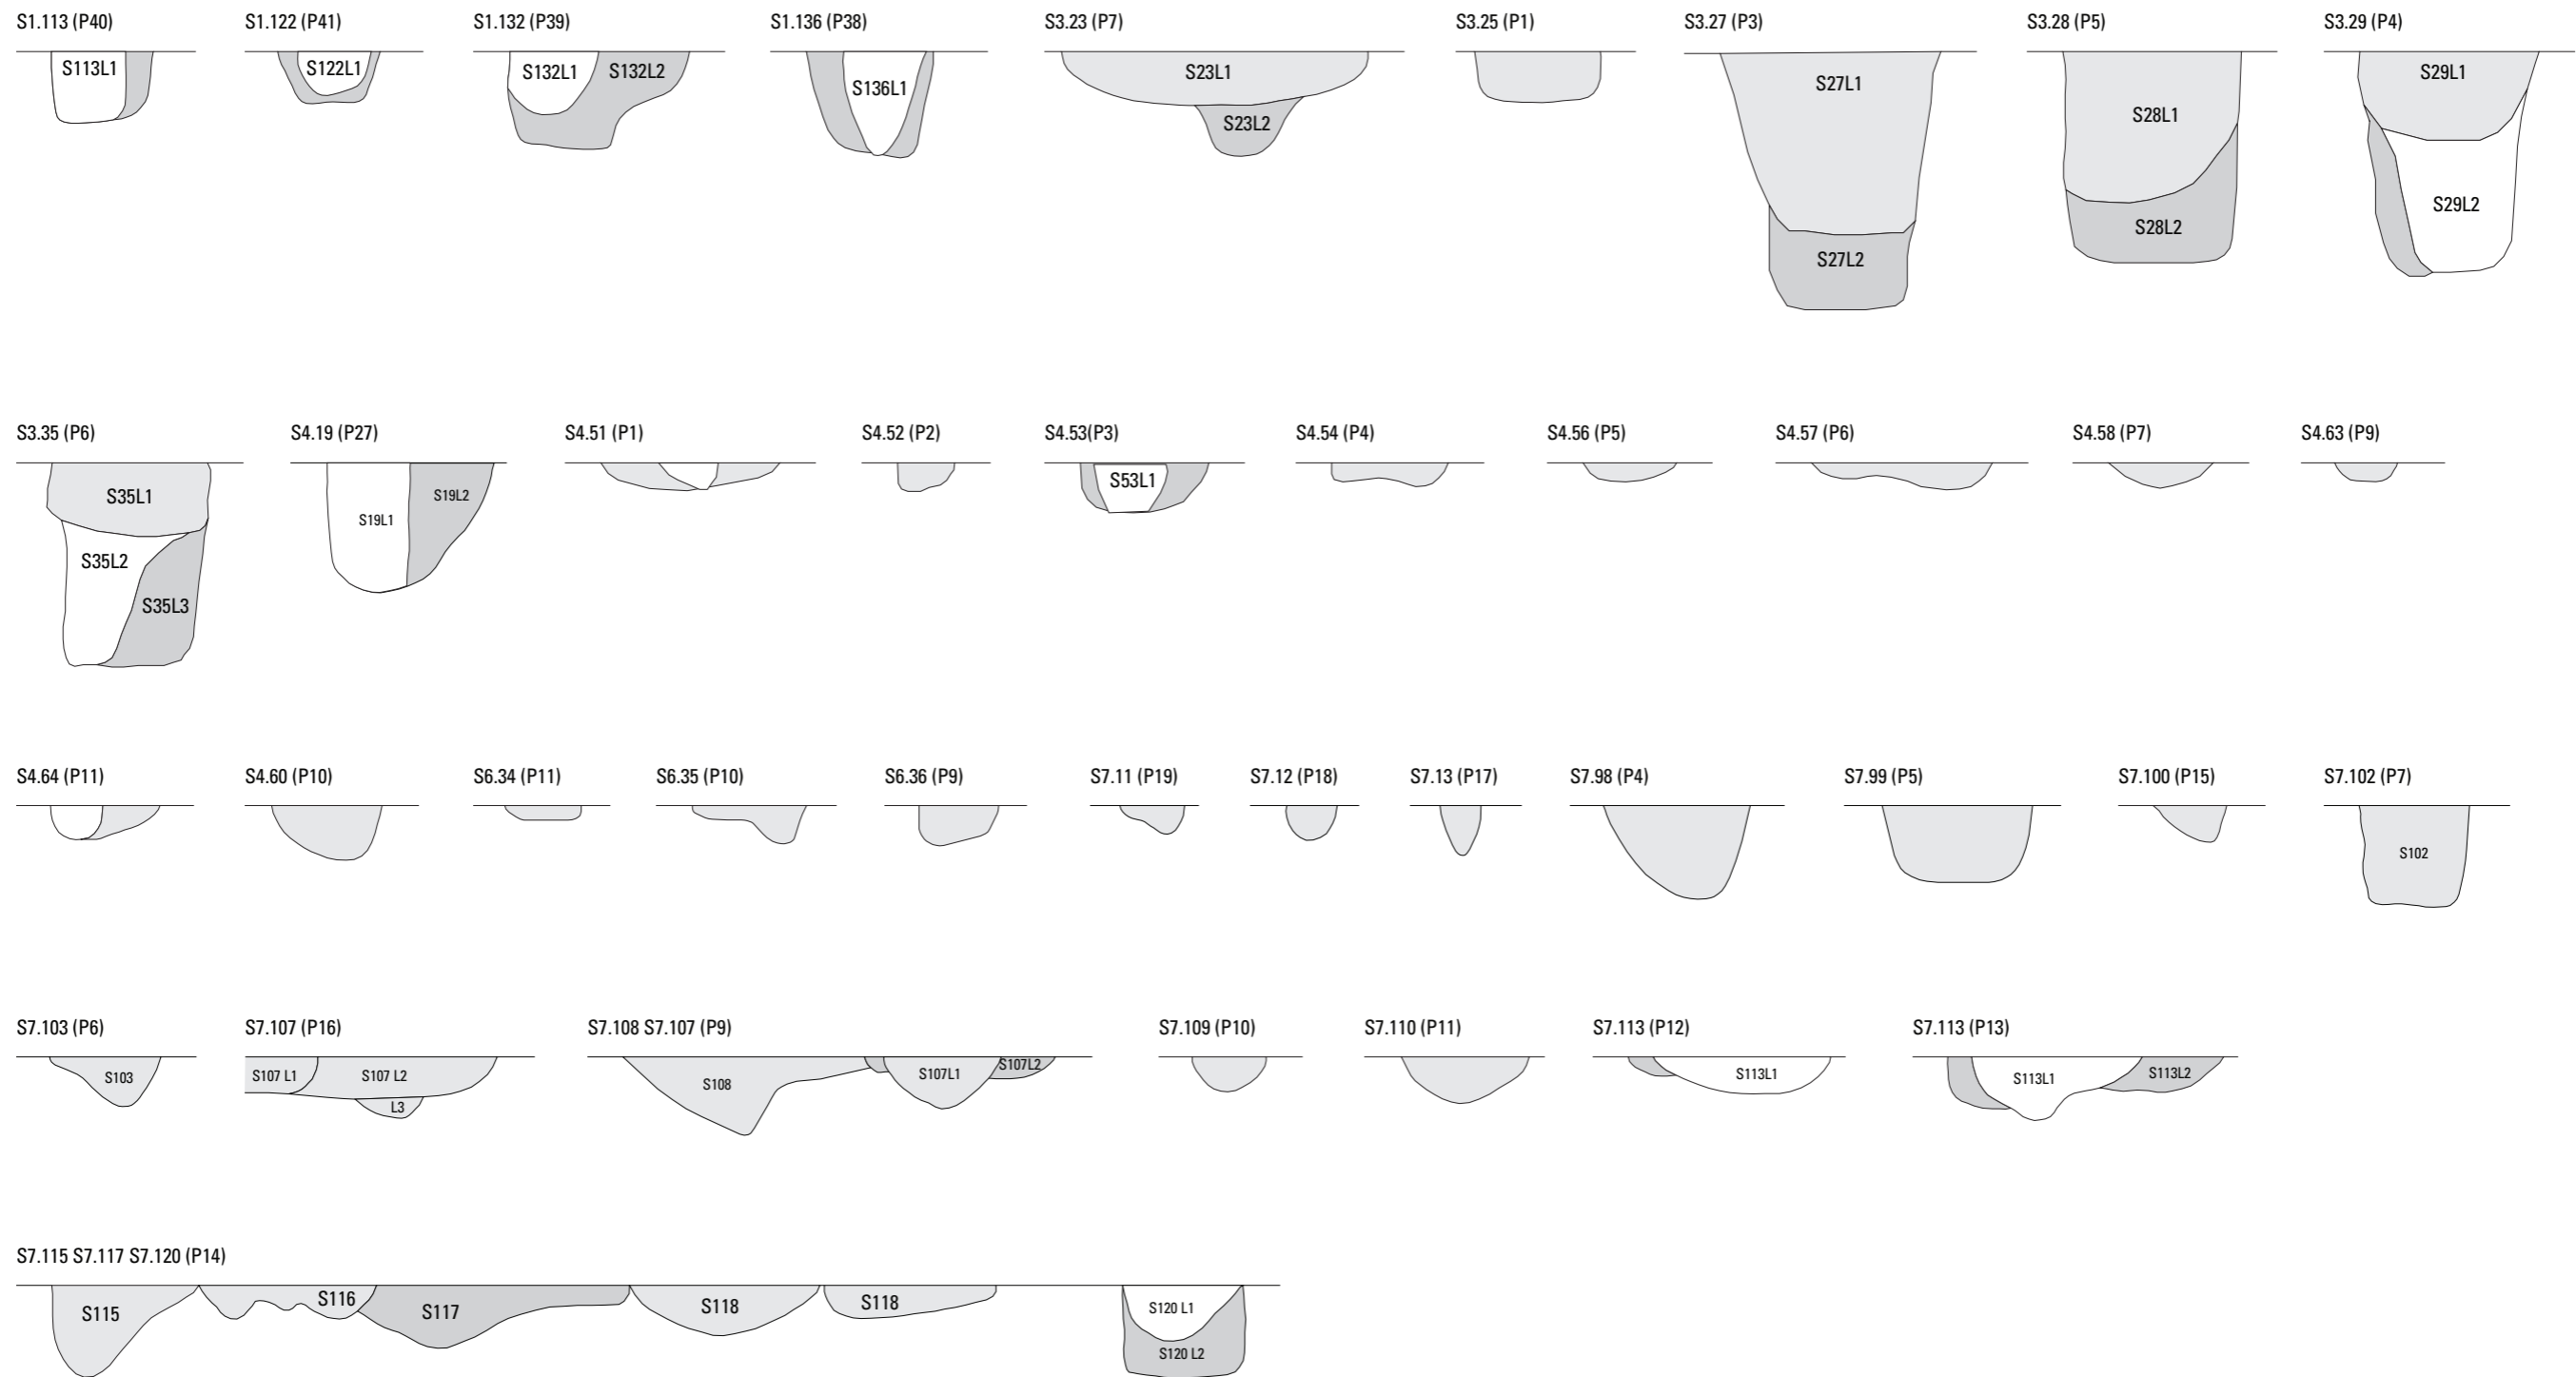 S1.113 (P40) S1.122 (P41) S1.132 (P39) S1.136 (P38) S3.23 (P7) S3.25 (P1) S3.27 (P3) S3.28 (P5) S3.29 (P4)
S113L1 S122L1 S132L1 S132L2 S136L1 S23L1 S27L1 S29L1
S23L2 S28L1
S29L2
S28L2
S27L2
S3.35 (P6) S4.19 (P27) S4.51 (P1) S4.52 (P2) S4.53(P3) S4.54 (P4) S4.56 (P5) S4.57 (P6) S4.58 (P7) S4.63 (P9)
S35L1 S19L2 S53L1
S19L1
S35L2
S35L3
S4.64 (P11) S4.60 (P10) S6.34 (P11) S6.35 (P10) S6.36 (P9) S7.11 (P19) S7.12 (P18) S7.13 (P17) S7.98 (P4) S7.99 (P5) S7.100 (P15) S7.102 (P7)
S102
S7.103 (P6) S7.107 (P16) S7.108 S7.107 (P9) S7.109 (P10) S7.110 (P11) S7.113 (P12) S7.113 (P13)
S103 S107 L1 S107 L2 S108 S107L1 S107L2 S113L1 S113L1 S113L2
L3
S7.115 S7.117 S7.120 (P14)
S115 S116 S117 S118 S118 S120 L1
S120 L2